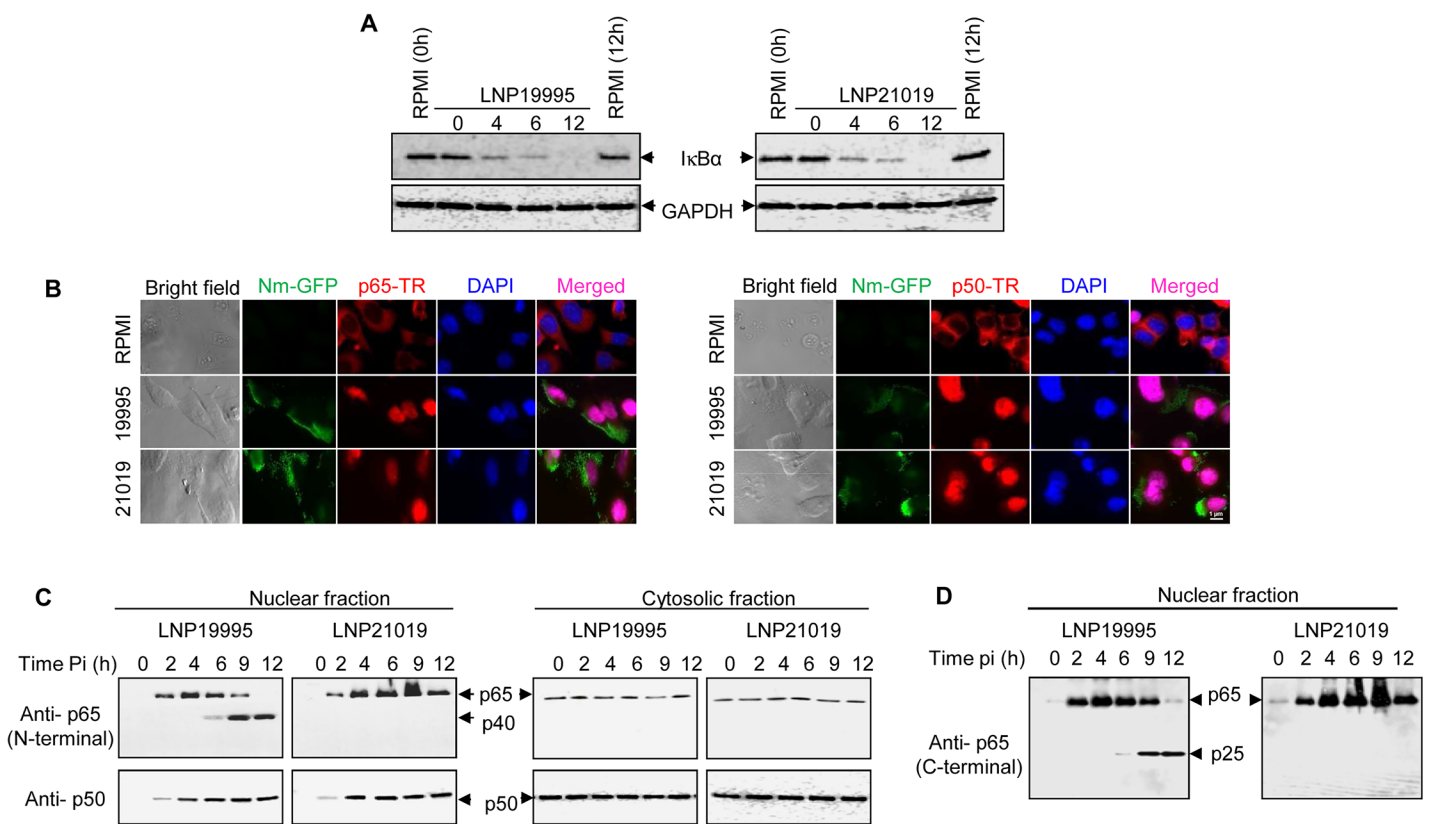 A
RPMI (0h)
LNP19995
0 4 6 12
RPMI (12h)
RPMI (0h)
LNP21019
0 4 6 12
RPMI (12h)
IκBα
GAPDH
B
Bright field Nm-GFP p65-TR DAPI Merged
RPMI
19995
21019
Bright field Nm-GFP p50-TR DAPI Merged
RPMI
19995
21019
1 µm
C
Nuclear fraction Cytosolic fraction
LNP19995 LNP21019 LNP19995 LNP21019
Time Pi (h) 0 2 4 6 9 12 0 2 4 6 9 12 0 2 4 6 9 12 0 2 4 6 9 12
Anti- p65
(N-terminal)
p65
p40
Anti- p50
p50
D
Nuclear fraction
LNP19995 LNP21019
Time pi (h) 0 2 4 6 9 12 0 2 4 6 9 12
p65
Anti- p65
(C-terminal)
p25